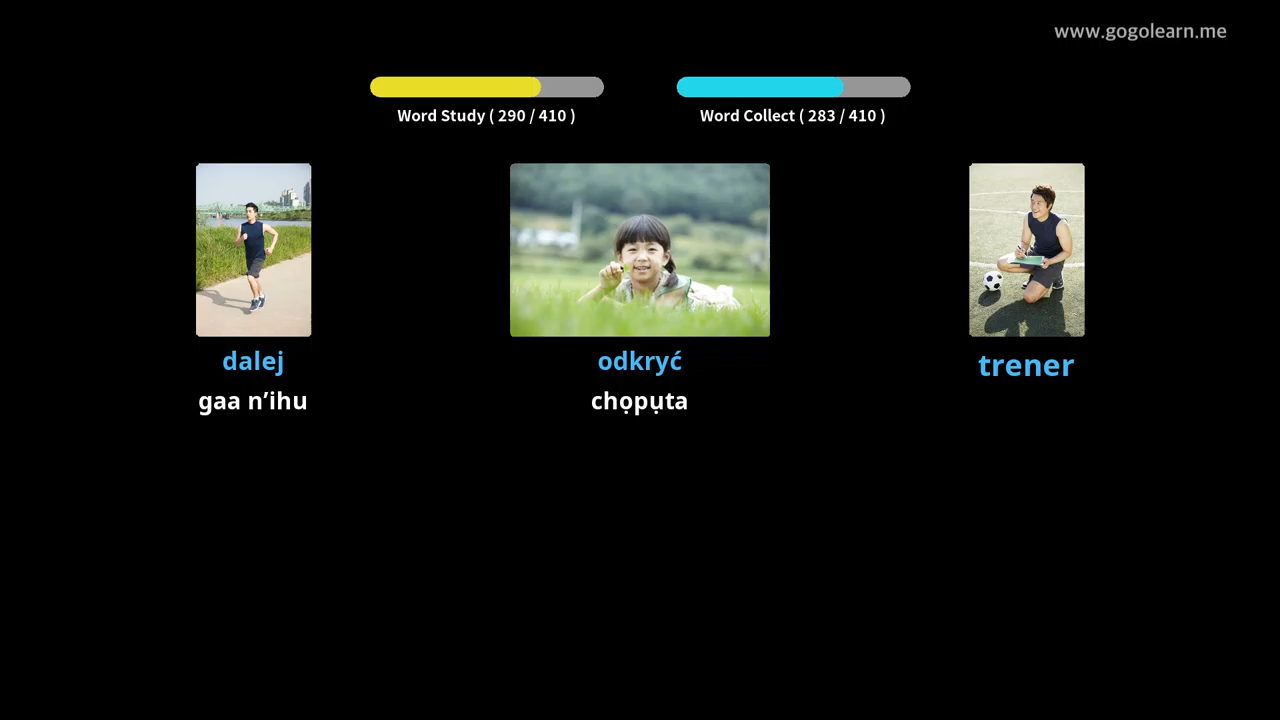 www.gogolearn.me
Word Study ( 290 / 410 )
Word Collect ( 283 / 410 )
dalej
gaa n’ihu
odkryć
chọpụta
trener